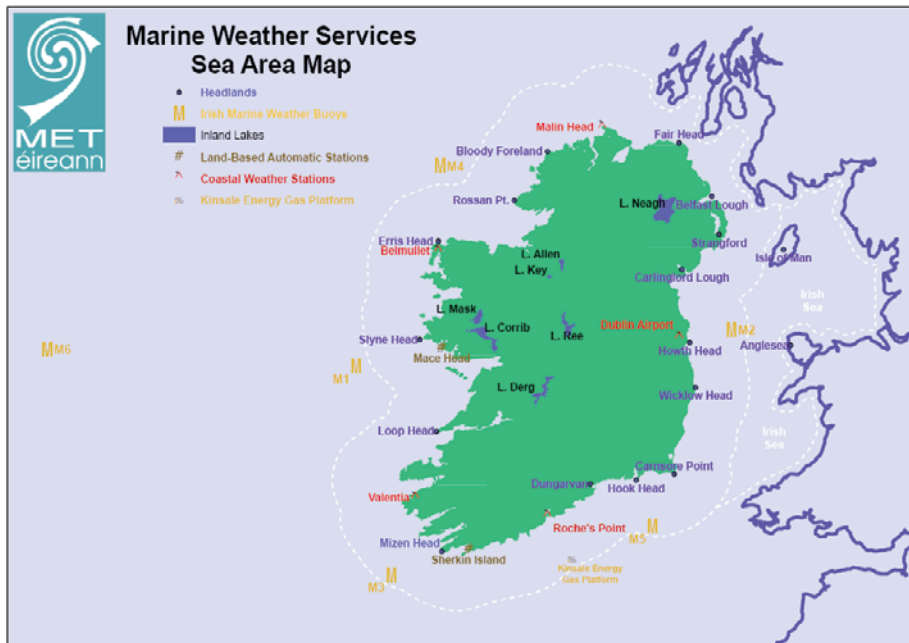 Marine Weather Services
Sea Area Map
MET
éireann
Headlands
M Irish Marine Weather Buoys
Inland Lakes
# Land-Based Automatic Stations
Coastal Weather Stations
Kinsale Energy Gas Platform
Malin Head
Fair Head
Bloody Foreland
M M4
Rossan Pt.
L. Neagh
Belfast Lough
Strangford
Erris Head
Belmullet
L. Allen
L. Key
Isle of Man
Carlinglord Lough
Irish
Sea
L. Mask
L. Corrib
L. Ree
Dublin Airport
M M2
M M6
Slyne Head
Mace Head
Howth Head
Anglesea
M
M1
L. Derg
Wicklow Head
Loop Head
Irish
Sea
Carnsore Point
Valentia
Dungarvan
Hook Head
Roche's Point
M
M5
Mizen Head
Sherkin Island
Kinsale Energy
Gas Platform
M
M3